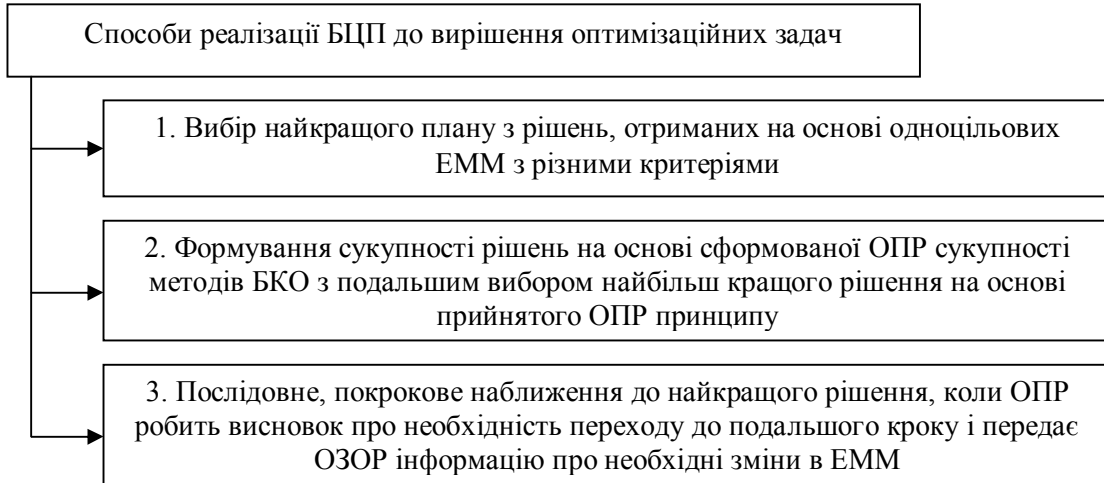 Способи реалізації БЦП до вирішення оптимізаційних задач
1. Вибір найкращого плану з рішень, отриманих на основі одноцільових
ЕММ з різними критеріями
2. Формування сукупності рішень на основі сформованої ОПР сукупності
методів БКО з подальшим вибором найбільш кращого рішення на основі
прийнятого ОПР принципу
3. Послідовне, покрокове наближення до найкращого рішення, коли ОПР
робить висновок про необхідність переходу до подальшого кроку і передає
ОЗОР інформацію про необхідні зміни в ЕММ